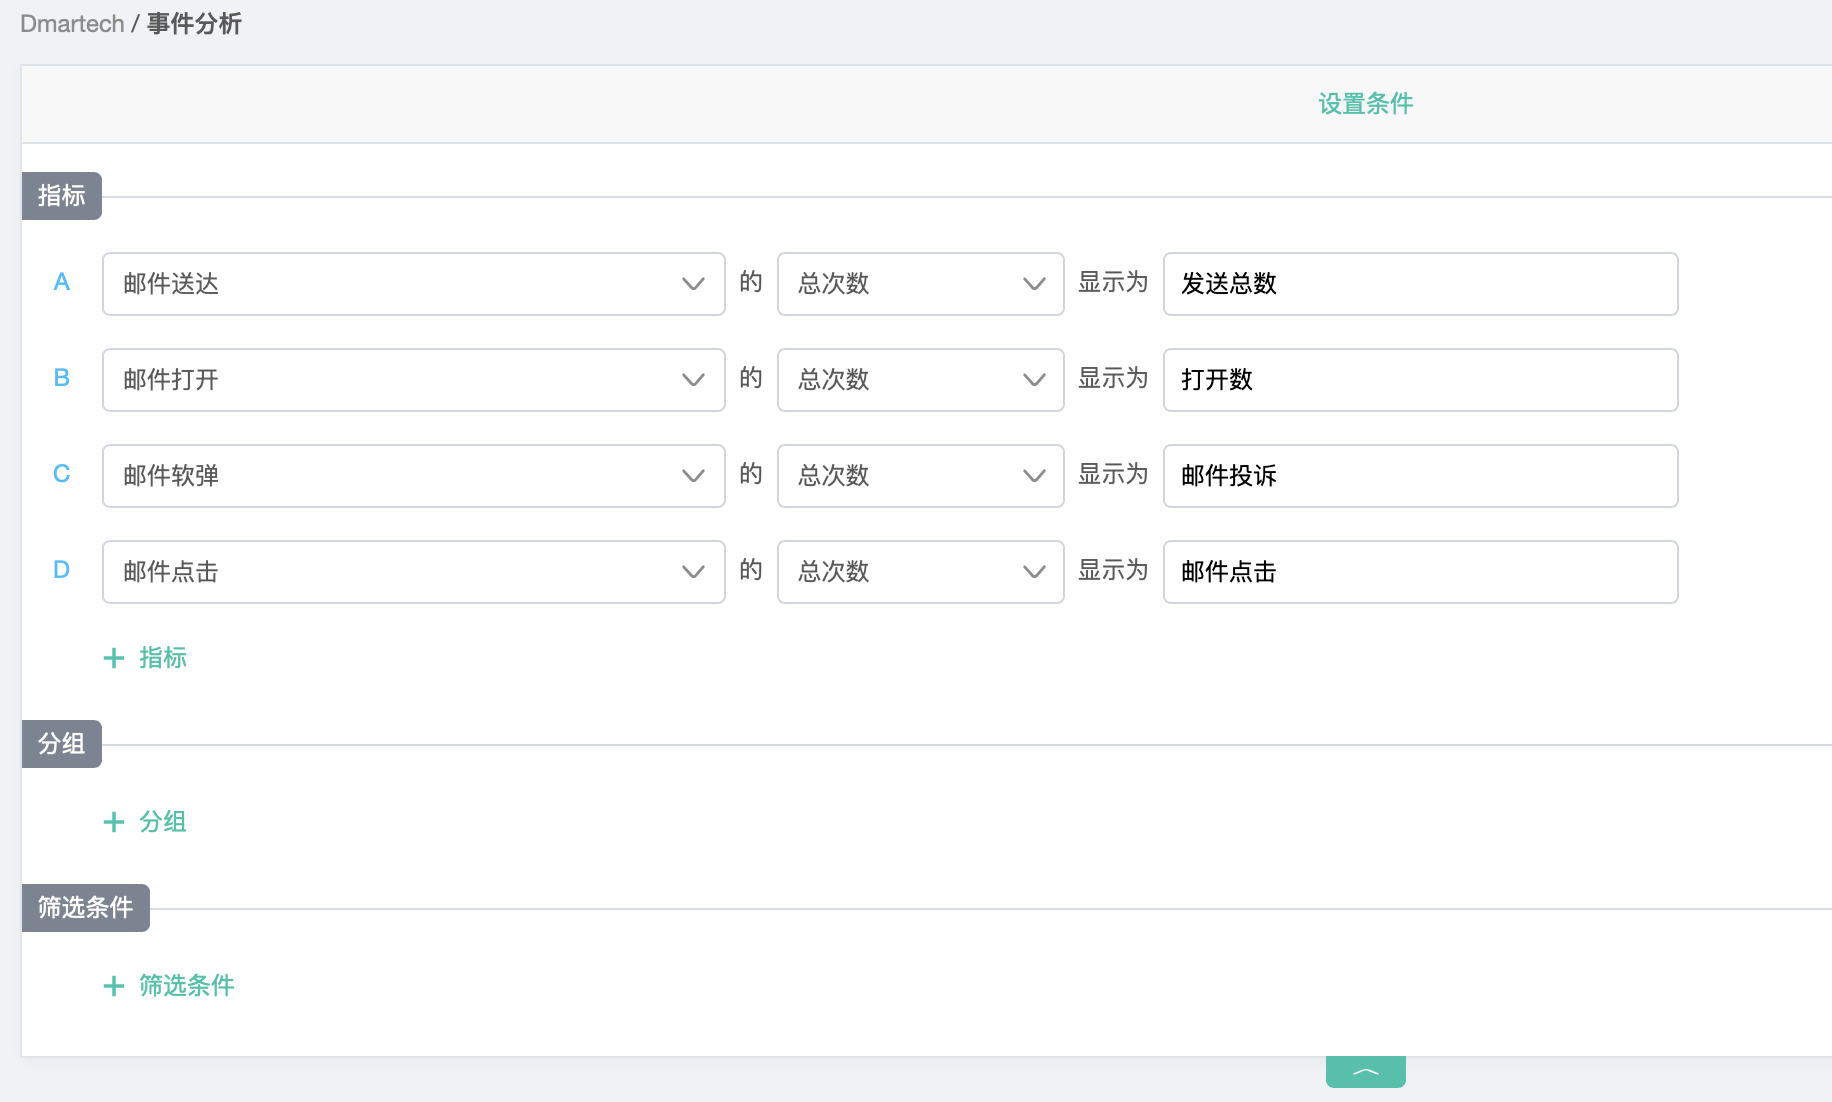 Dmartech / 事件分析
设置条件
指标
A 邮件送达 的 总次数 显示为 发送总数
B 邮件打开 的 总次数 显示为 打开数
C 邮件软弹 的 总次数 显示为 邮件投诉
D 邮件点击 的 总次数 显示为 邮件点击
+ 指标
分组
+ 分组
筛选条件
+ 筛选条件